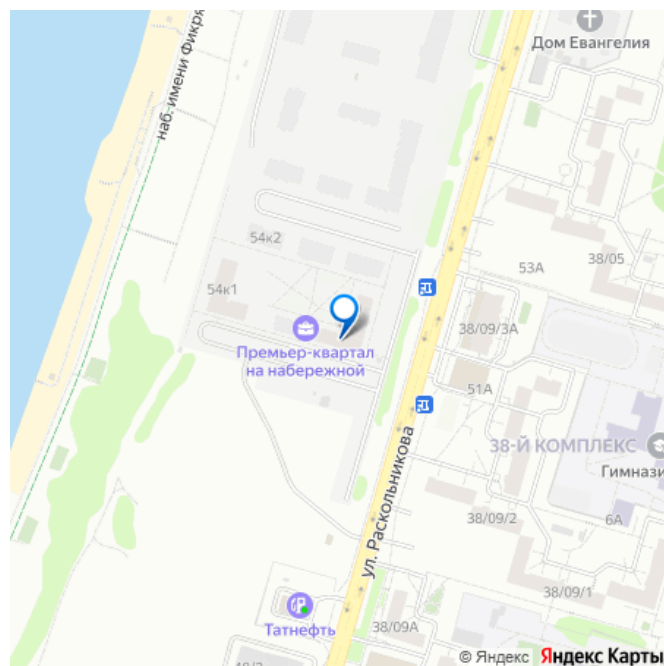 Дом Евангелия
наб. имени Фикря
54к2
38/05
53А
54к1
38/09/3А
Премьер-квартал
на набережной
51А
38-Й КОМПЛЕКС
Гимнази
ул. Раскольникова
38/09/2
6А
38/09/1
Татнефть
38/09А
© Яндекс Яндекс Карты